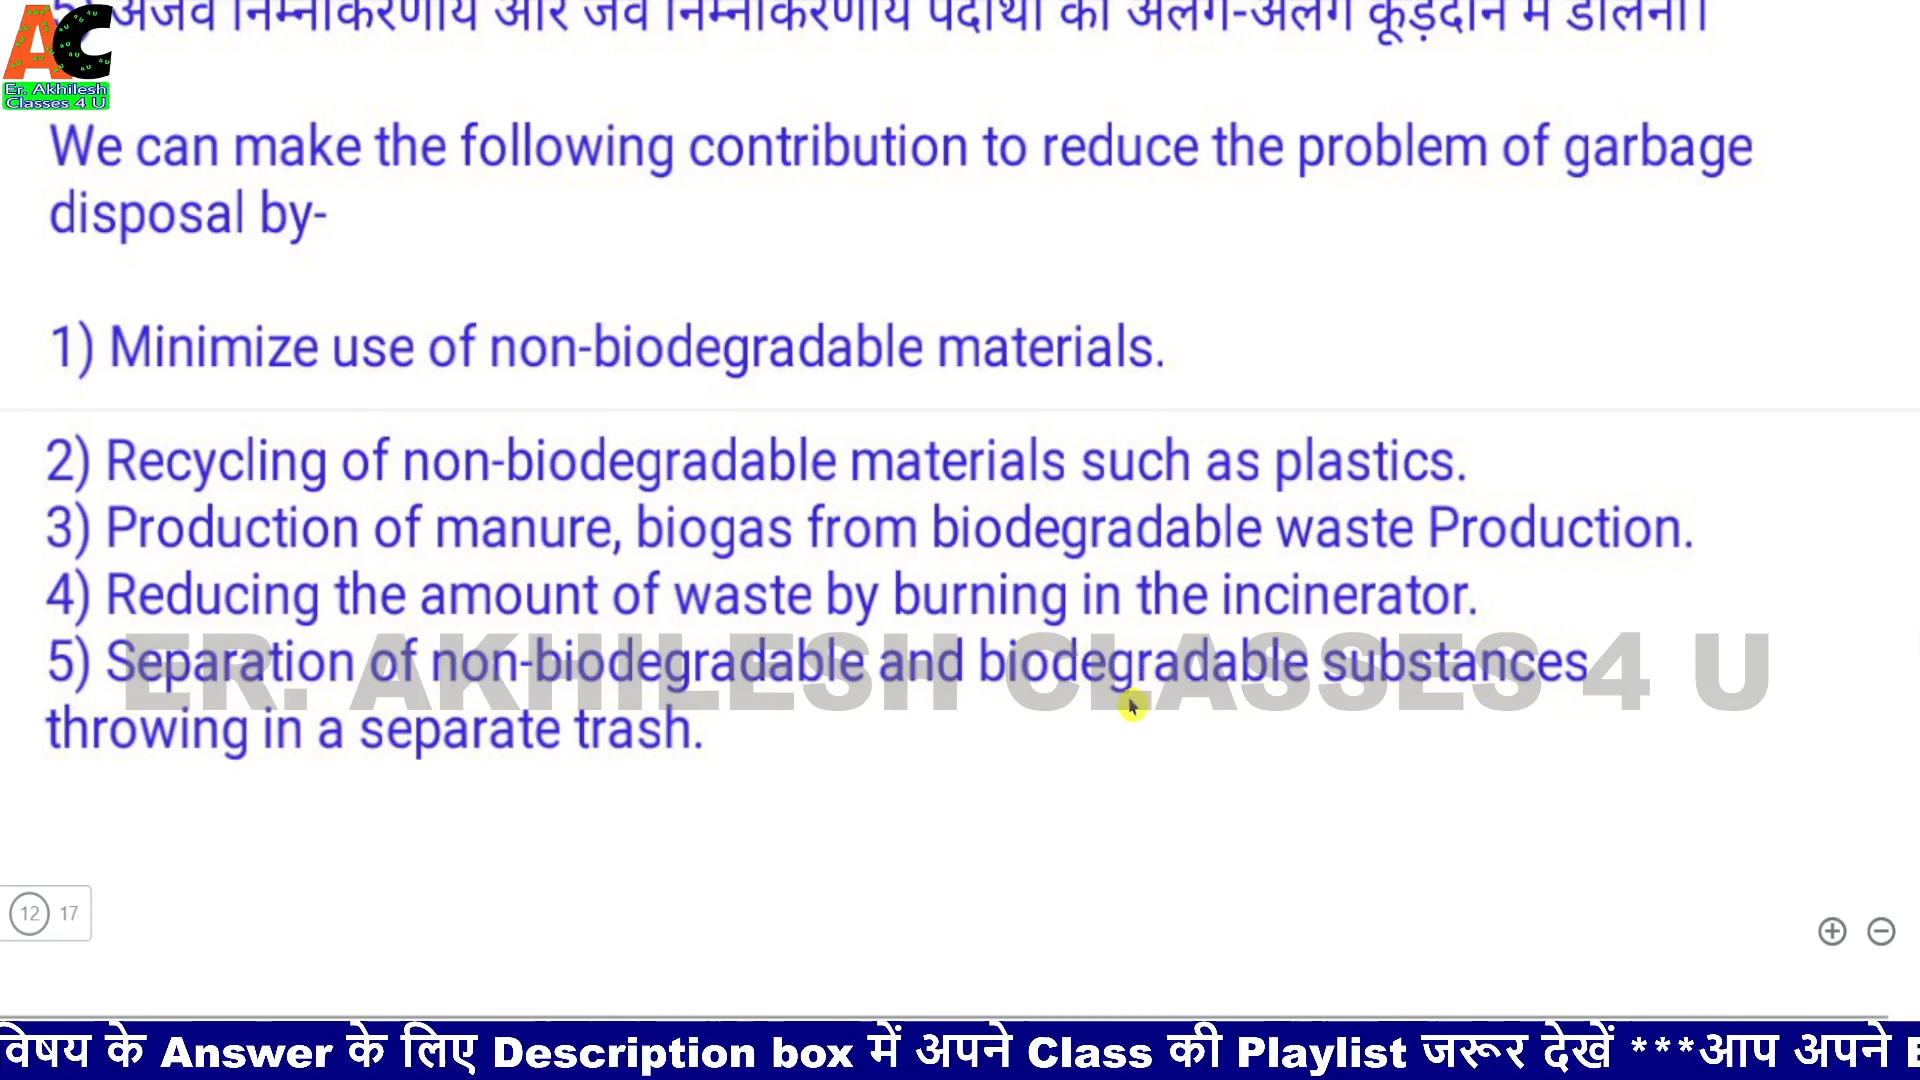 अजैव निम्नीकरणीय और जैव निम्नीकरणीय पदार्थों को अलग-अलग कूड़ेदान में डालना।
AC
Er. Akhilesh
Classes 4 U
We can make the following contribution to reduce the problem of garbage
disposal by-
1) Minimize use of non-biodegradable materials.
2) Recycling of non-biodegradable materials such as plastics.
3) Production of manure, biogas from biodegradable waste Production.
4) Reducing the amount of waste by burning in the incinerator.
5) Separation of non-biodegradable and biodegradable substances
ER. AKHILESH CLASSES 4 U
throwing in a separate trash.
12 17
विषय के Answer के लिए Description box में अपने Class की Playlist जरूर देखें ***आप अपने